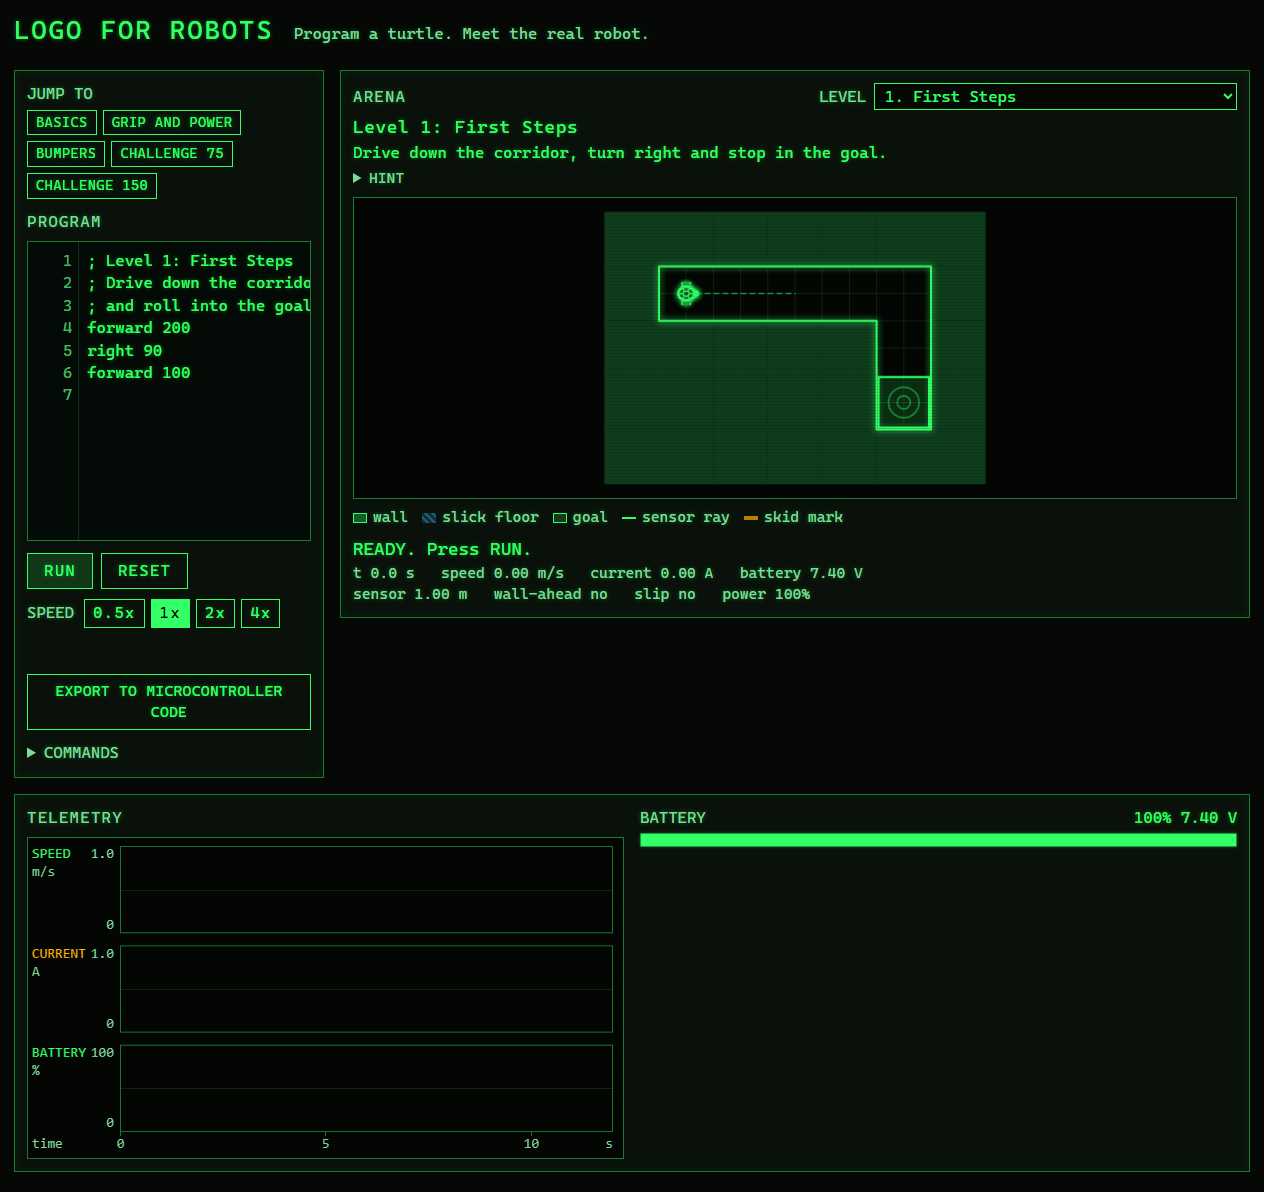 LOGO FOR ROBOTS Program a turtle. Meet the real robot.
JUMP TO
BASICS GRIP AND POWER
BUMPERS CHALLENGE 75
CHALLENGE 150
PROGRAM
1 ; Level 1: First Steps
2 ; Drive down the corrido
3 ; and roll into the goal
4 forward 200
5 right 90
6 forward 100
7
RUN RESET
SPEED 0.5x 1x 2x 4x
EXPORT TO MICROCONTROLLER
CODE
▶ COMMANDS
ARENA LEVEL 1. First Steps
Level 1: First Steps
Drive down the corridor, turn right and stop in the goal.
▶ HINT
wall slick floor goal sensor ray skid mark
READY. Press RUN.
t 0.0 s speed 0.00 m/s current 0.00 A battery 7.40 V
sensor 1.00 m wall-ahead no slip no power 100%
TELEMETRY
SPEED 1.0
m/s
0
CURRENT 1.0
A
0
BATTERY 100
%
0
time 0 5 10 s
BATTERY 100% 7.40 V